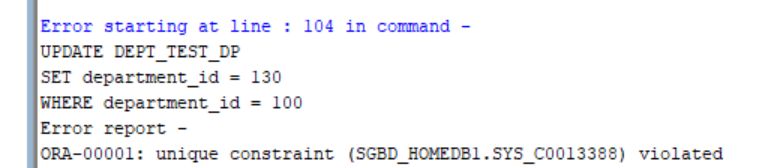 Error starting at line : 104 in command -
UPDATE DEPT_TEST_DP
SET department_id = 130
WHERE department_id = 100
Error report -
ORA-00001: unique constraint (SGBD_HOMEDB1.SYS_C0013388) violated